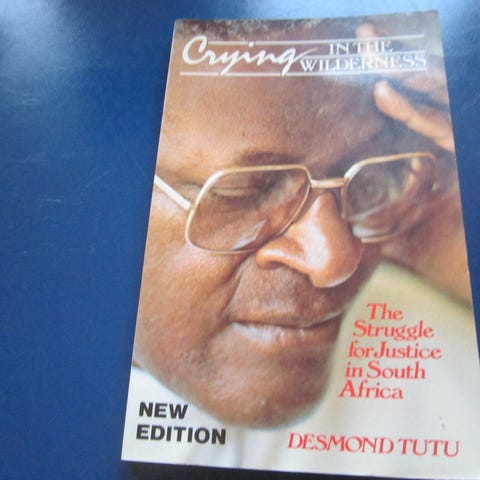 Crying IN THE
WILDERNESS
The
Struggle
for Justice
in South
Africa
NEW
EDITION
DESMOND TUTU